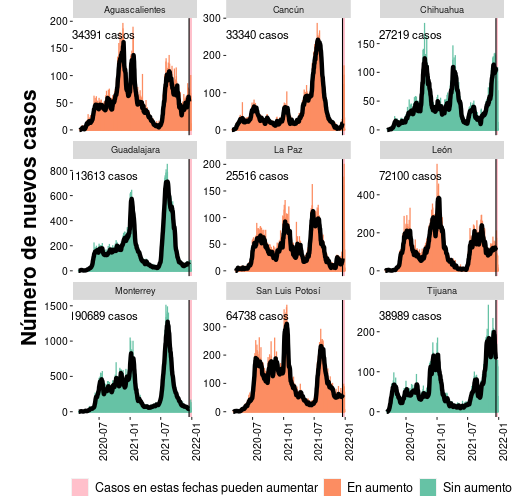 Número de nuevos casos
Aguascalientes
Cancún
Chihuahua
200
150
100
50
0
34391 casos
300
200
100
0
33340 casos
150
100
50
0
27219 casos
Guadalajara
La Paz
León
800
600
400
200
0
113613 casos
200
150
100
50
0
25516 casos
400
200
0
72100 casos
Monterrey
San Luis Potosí
Tijuana
1500
1000
500
0
190689 casos
300
200
100
0
64738 casos
200
100
0
38989 casos
2020-07
2021-01
2021-07
2022-01
2020-07
2021-01
2021-07
2022-01
2020-07
2021-01
2021-07
2022-01
Casos en estas fechas pueden aumentar
En aumento
Sin aumento